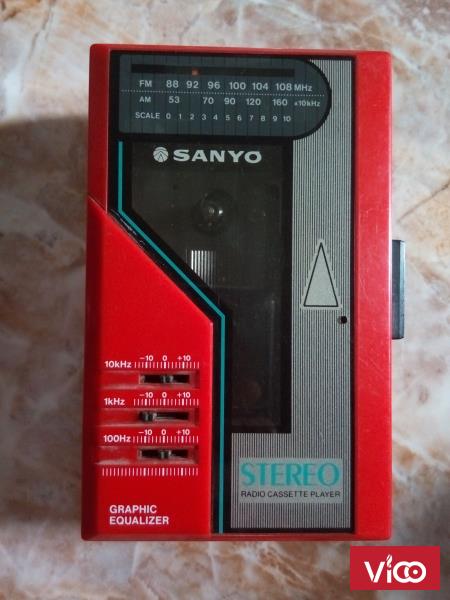 FM 88 92 96 100 104 108 MHz
AM 53 70 90 120 160 x10kHz
SCALE 0 1 2 3 4 5 6 7 8 9 10
SANYO
-10 0 +10
10kHz
-10 0 +10
1kHz
-10 0 +10
100Hz
STEREO
RADIO CASSETTE PLAYER
GRAPHIC
EQUALIZER
VICO